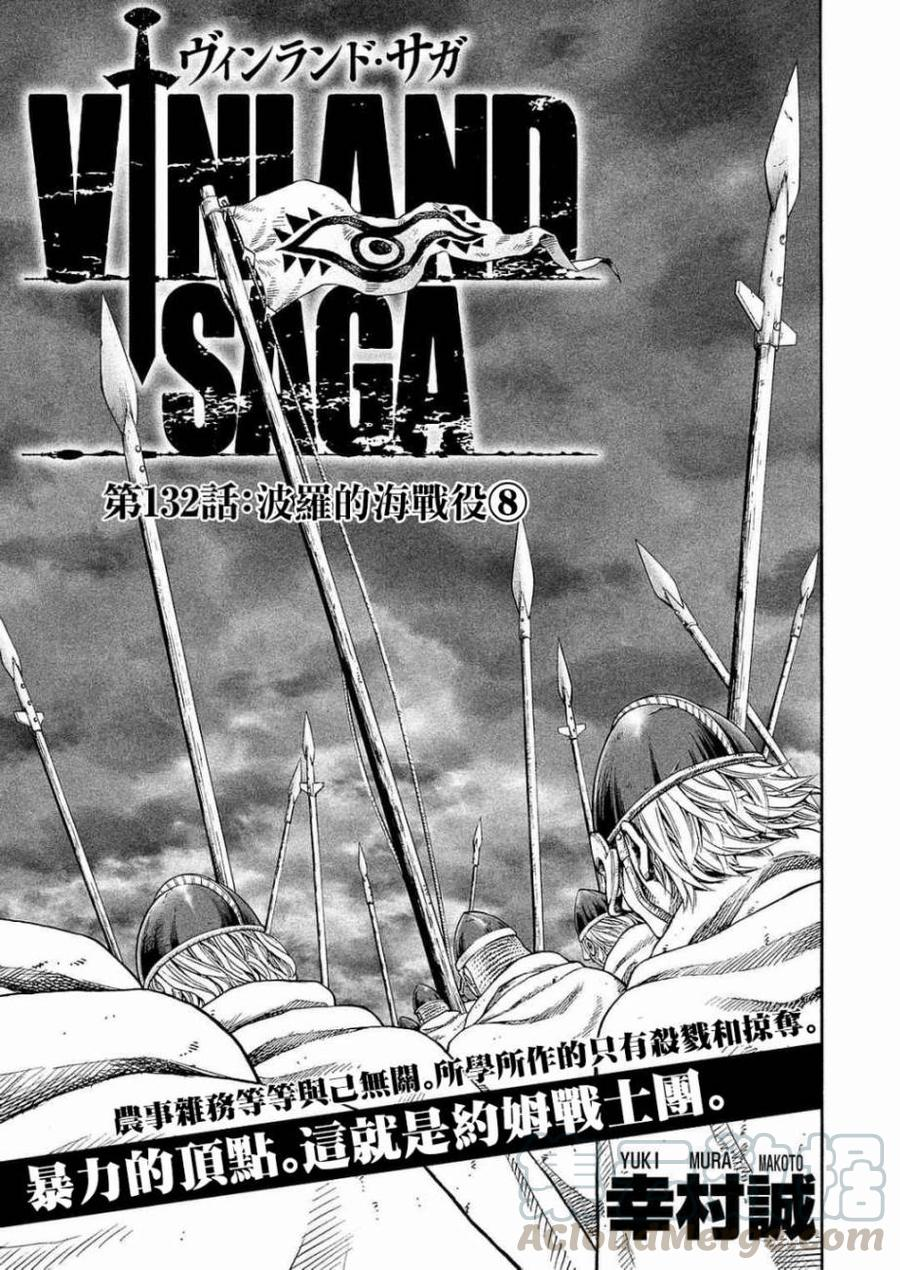 ヴィンランド・サガ
VINLAND
SAGA
第132話：波羅的海戰役⑧
農事雜務等等與己無關。所學所作的只有殺戮和掠奪。
暴力的頂點。這就是約姆戰士團。
YUKI MURA MAKOTO
幸村誠
ACloudMerge.com